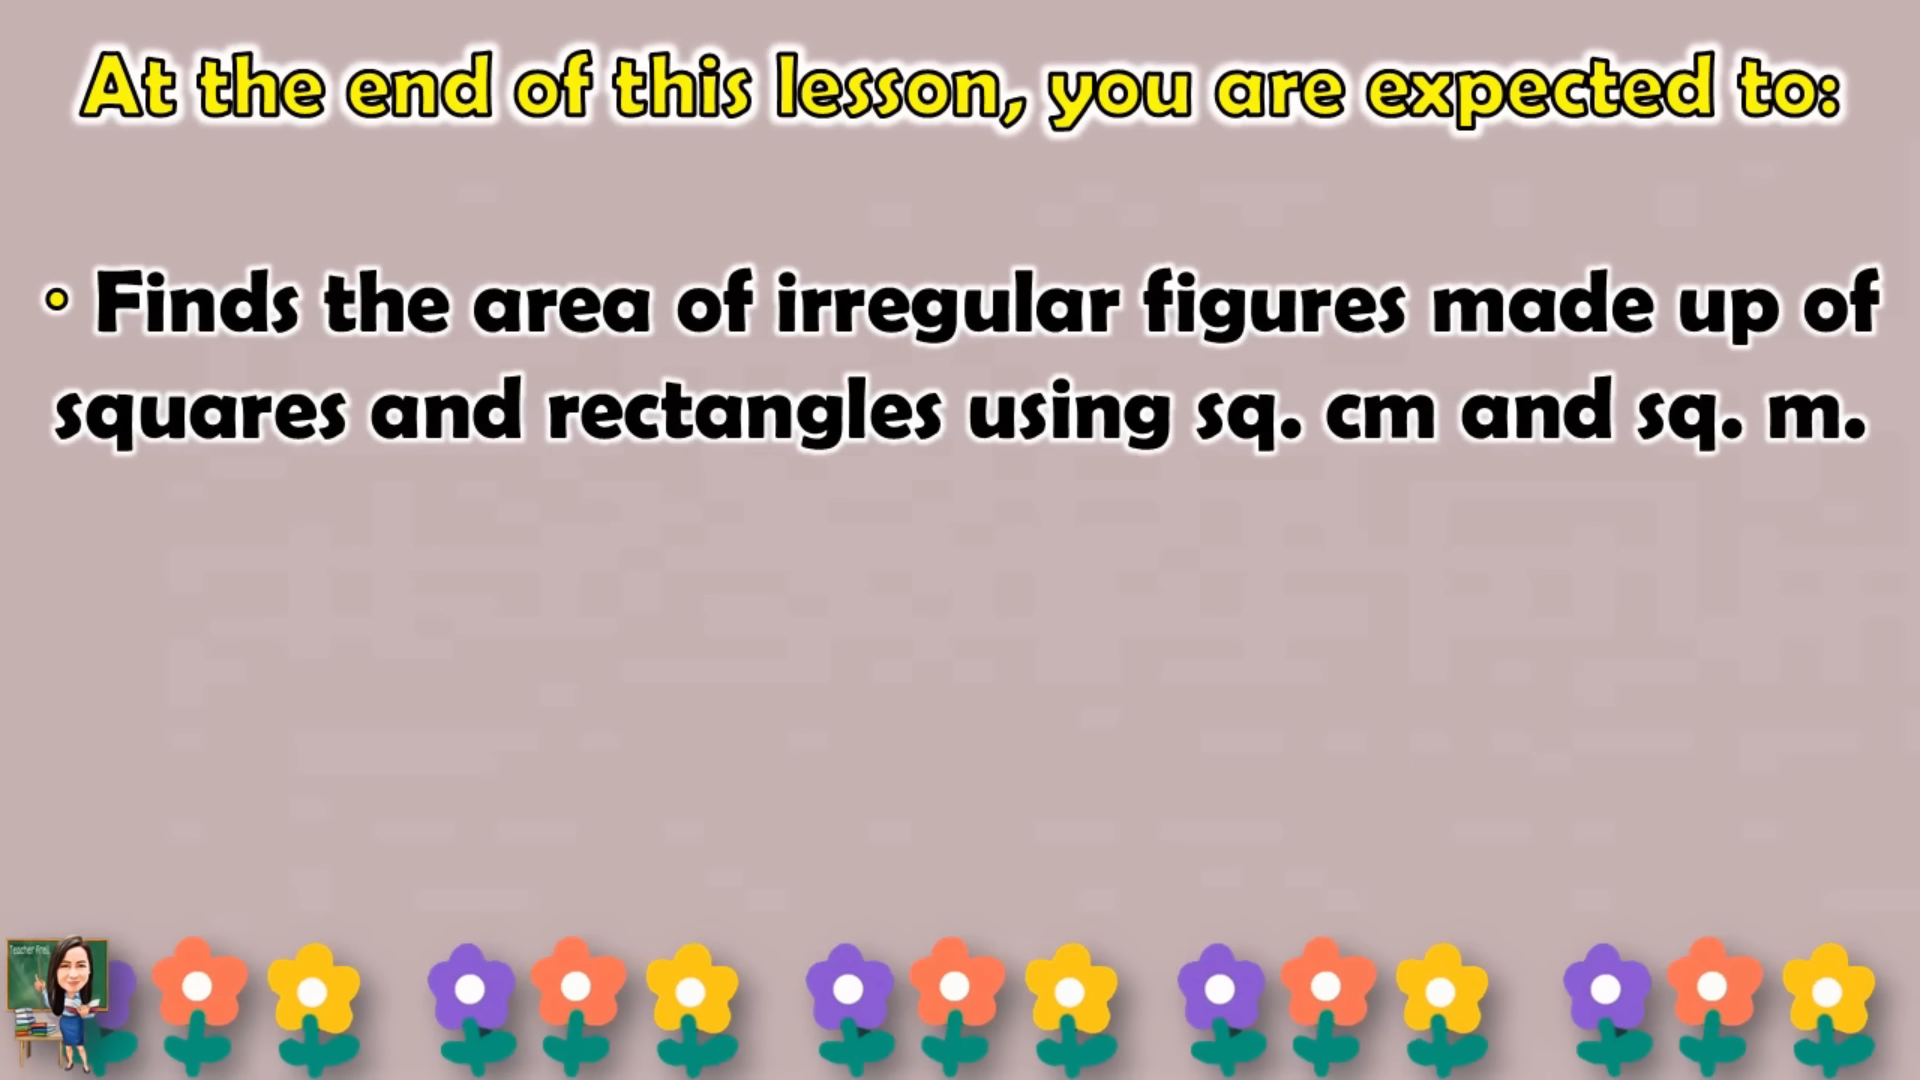 At the end of this lesson, you are expected to:
• Finds the area of irregular figures made up of
squares and rectangles using sq. cm and sq. m.
Teacher